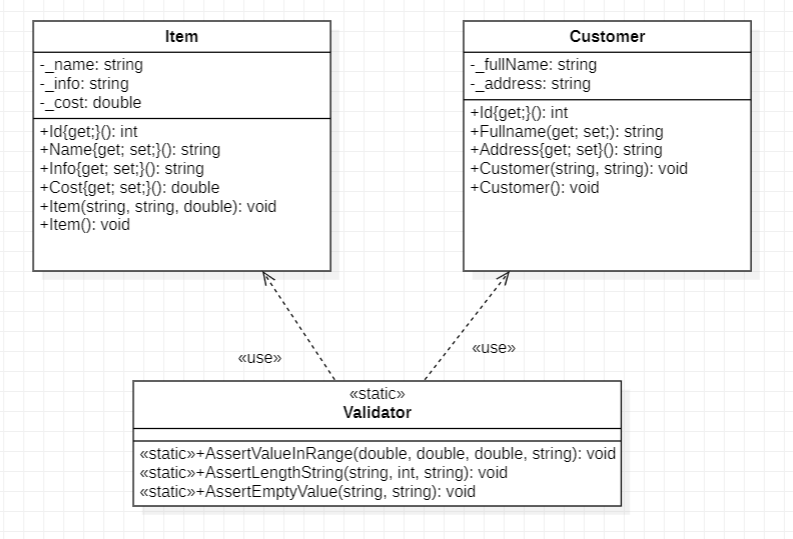 Item
-_name: string
-_info: string
-_cost: double
+Id{get;}(): int
+Name{get; set;}(): string
+Info{get; set;}(): string
+Cost{get; set;}(): double
+Item(string, string, double): void
+Item(): void
Customer
-_fullName: string
-_address: string
+Id{get;}(): int
+Fullname(get; set;): string
+Address{get; set}(): string
+Customer(string, string): void
+Customer(): void
«use»
«use»
«static»
Validator
«static»+AssertValueInRange(double, double, double, string): void
«static»+AssertLengthString(string, int, string): void
«static»+AssertEmptyValue(string, string): void